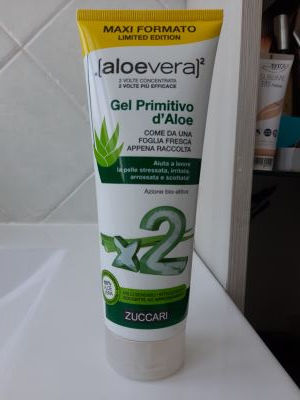 MAXI FORMATO
LIMITED EDITION
[aloevera]²
2 VOLTE CONCENTRATA
2 VOLTE PIÙ EFFICACE
Gel Primitivo
d'Aloe
COME DA UNA
FOGLIA FRESCA
APPENA RACCOLTA
Aiuta a lenire
la pelle stressata, irritata,
arrossata e scottata
Azione bio-attiva
x2
100%
ZUCCARI